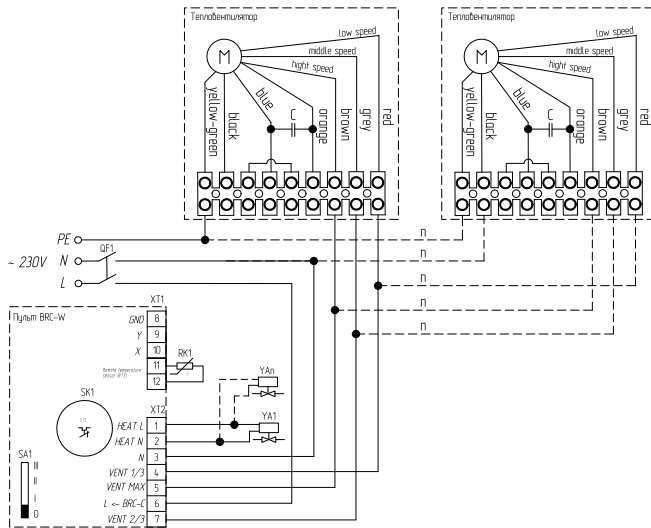 Тепловентилятор
M
low speed
middle speed
hight speed
yellow-green
black
blue
C
orange
brown
grey
red
Тепловентилятор
M
low speed
middle speed
hight speed
yellow-green
black
blue
C
orange
brown
grey
red
PE
n
~ 230V
N
QF1
n
L
n
n
Пульт BRC-W
XT1
GND 8
Y 9
X 10
11
12
Remote temperature
RK1
SK1
YAn
YA1
XT2
HEAT L 1
HEAT N 2
N 3
VENT 1/3 4
VENT MAX 5
L <- BRC-C 6
VENT 2/3 7
SA1
III
II
I
0